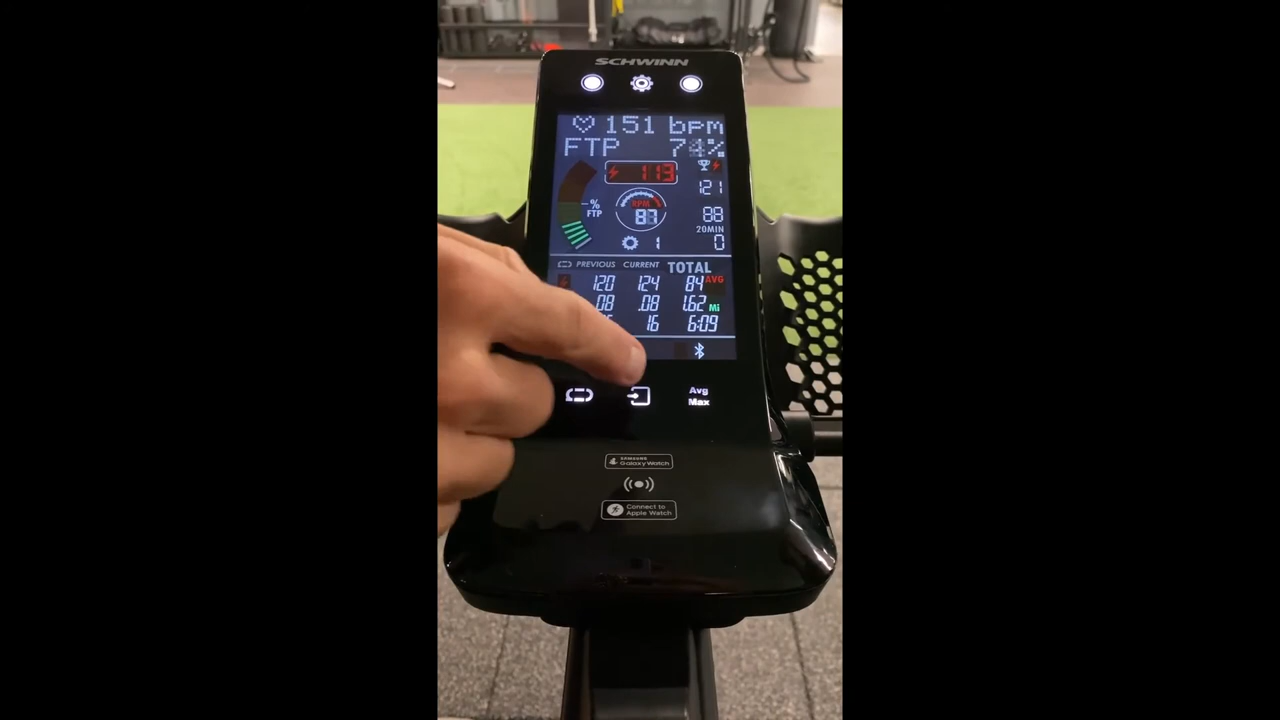 SCHWINN
151 bpm
FTP 74%
113
121
% FTP
RPM
87
88
20MIN
1 0
PREVIOUS CURRENT TOTAL
120 124 84 AVG
08 .08 1.62 Mi
16 6:09
Avg
Max
SAMSUNG
Galaxy Watch
Connect to
Apple Watch